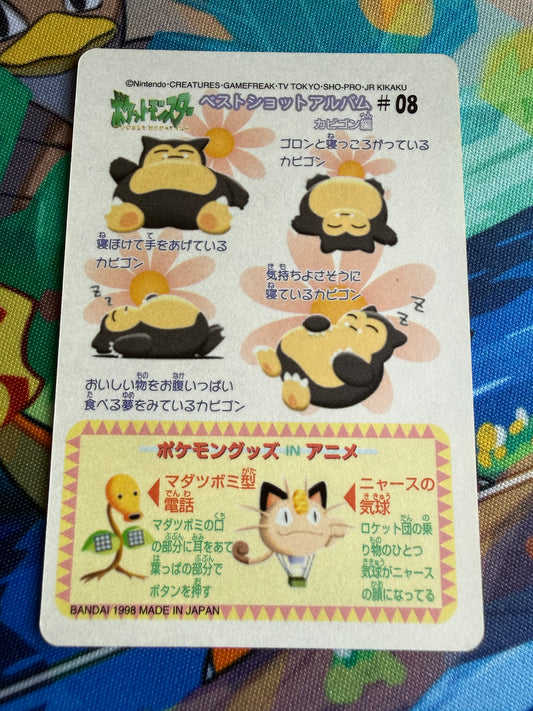 ©Nintendo・CREATURES・GAMEFREAK・TV TOKYO・SHO-PRO・JR KIKAKU
ポケットモンスター
POCKET MONSTERS
ベストショットアルバム #08
カビゴン編
ゴロンと寝っころがっている
カビゴン
寝ぼけて手をあげている
カビゴン
気持ちよさそうに
寝ているカビゴン
おいしい物をお腹いっぱい
食べる夢をみているカビゴン
ポケモングッズ IN アニメ
マダツボミ型
電話
マダツボミの口
の部分に耳をあて
葉っぱの部分で
ボタンを押す
ニャースの
気球
ロケット団の乗
り物のひとつ
気球がニャース
の顔になってる
BANDAI 1998 MADE IN JAPAN